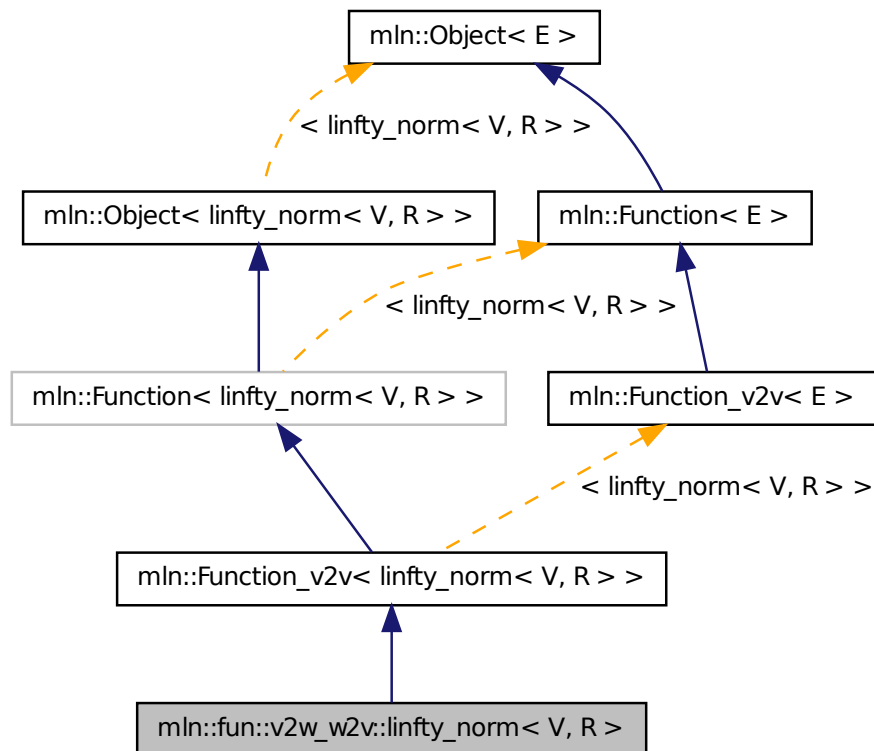 mln::Object< E >
< linfty_norm< V, R > >
mln::Object< linfty_norm< V, R > >
mln::Function< E >
< linfty_norm< V, R > >
mln::Function< linfty_norm< V, R > >
mln::Function_v2v< E >
< linfty_norm< V, R > >
mln::Function_v2v< linfty_norm< V, R > >
mln::fun::v2w_w2v::linfty_norm< V, R >